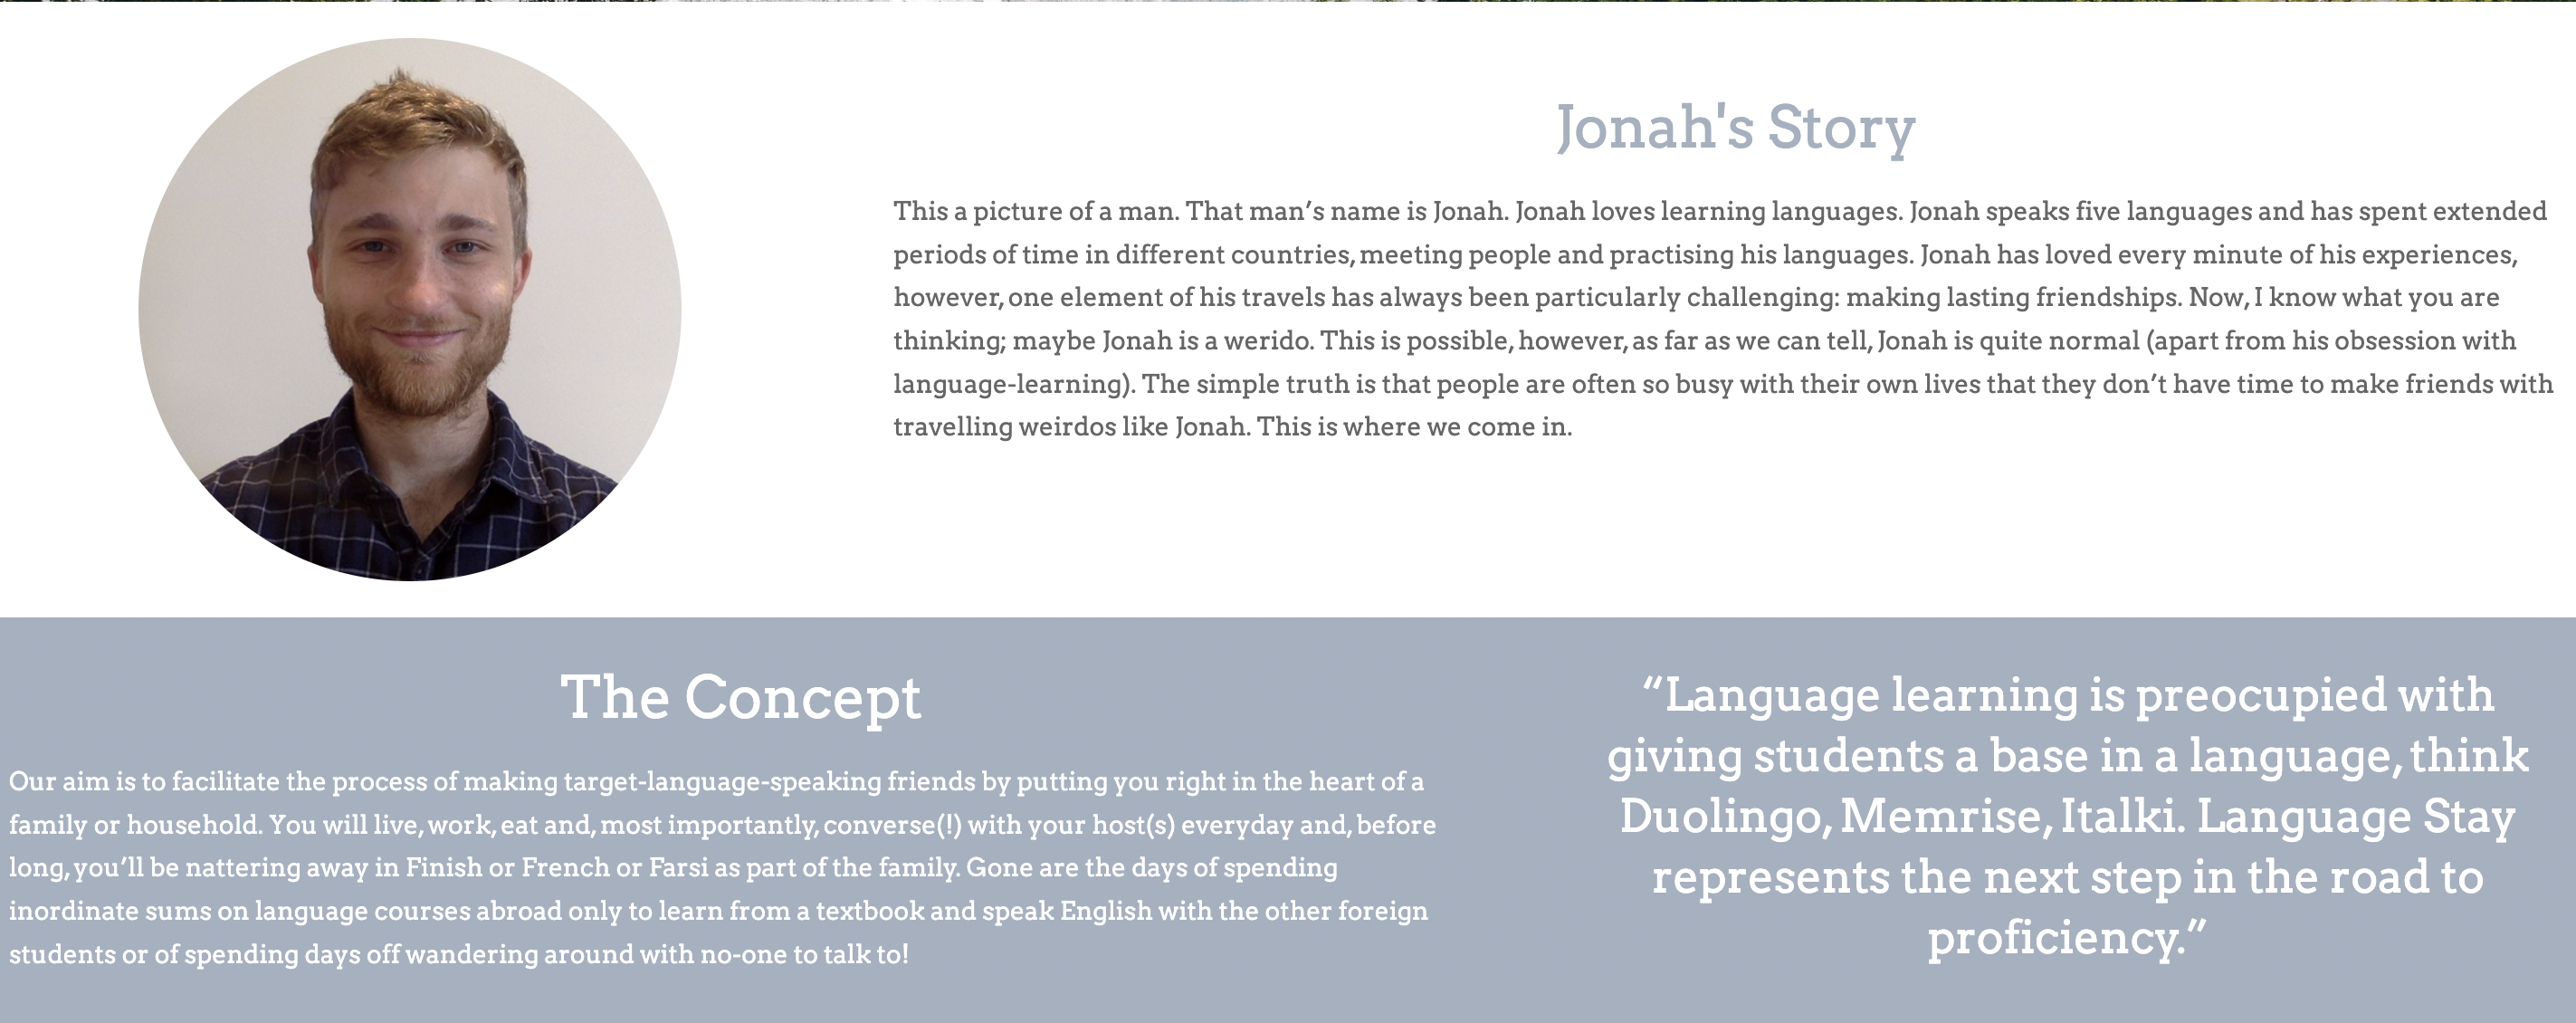 Jonah's Story
This a picture of a man. That man’s name is Jonah. Jonah loves learning languages. Jonah speaks five languages and has spent extended
periods of time in different countries, meeting people and practising his languages. Jonah has loved every minute of his experiences,
however, one element of his travels has always been particularly challenging: making lasting friendships. Now, I know what you are
thinking; maybe Jonah is a werido. This is possible, however, as far as we can tell, Jonah is quite normal (apart from his obsession with
language-learning). The simple truth is that people are often so busy with their own lives that they don’t have time to make friends with
travelling weirdos like Jonah. This is where we come in.
The Concept
Our aim is to facilitate the process of making target-language-speaking friends by putting you right in the heart of a
family or household. You will live, work, eat and, most importantly, converse(!) with your host(s) everyday and, before
long, you’ll be nattering away in Finish or French or Farsi as part of the family. Gone are the days of spending
inordinate sums on language courses abroad only to learn from a textbook and speak English with the other foreign
students or of spending days off wandering around with no-one to talk to!
“Language learning is preocupied with
giving students a base in a language, think
Duolingo, Memrise, Italki. Language Stay
represents the next step in the road to
proficiency.”